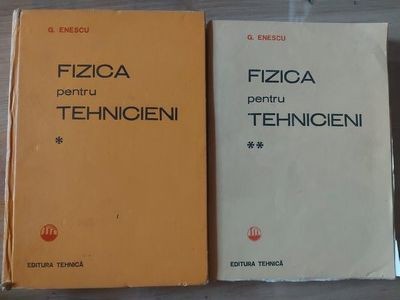 G. ENESCU
FIZICA
pentru
TEHNICIENI
*
EDITURA TEHNICĂ
G. ENESCU
FIZICA
pentru
TEHNICIENI
**
EDITURA TEHNICĂ